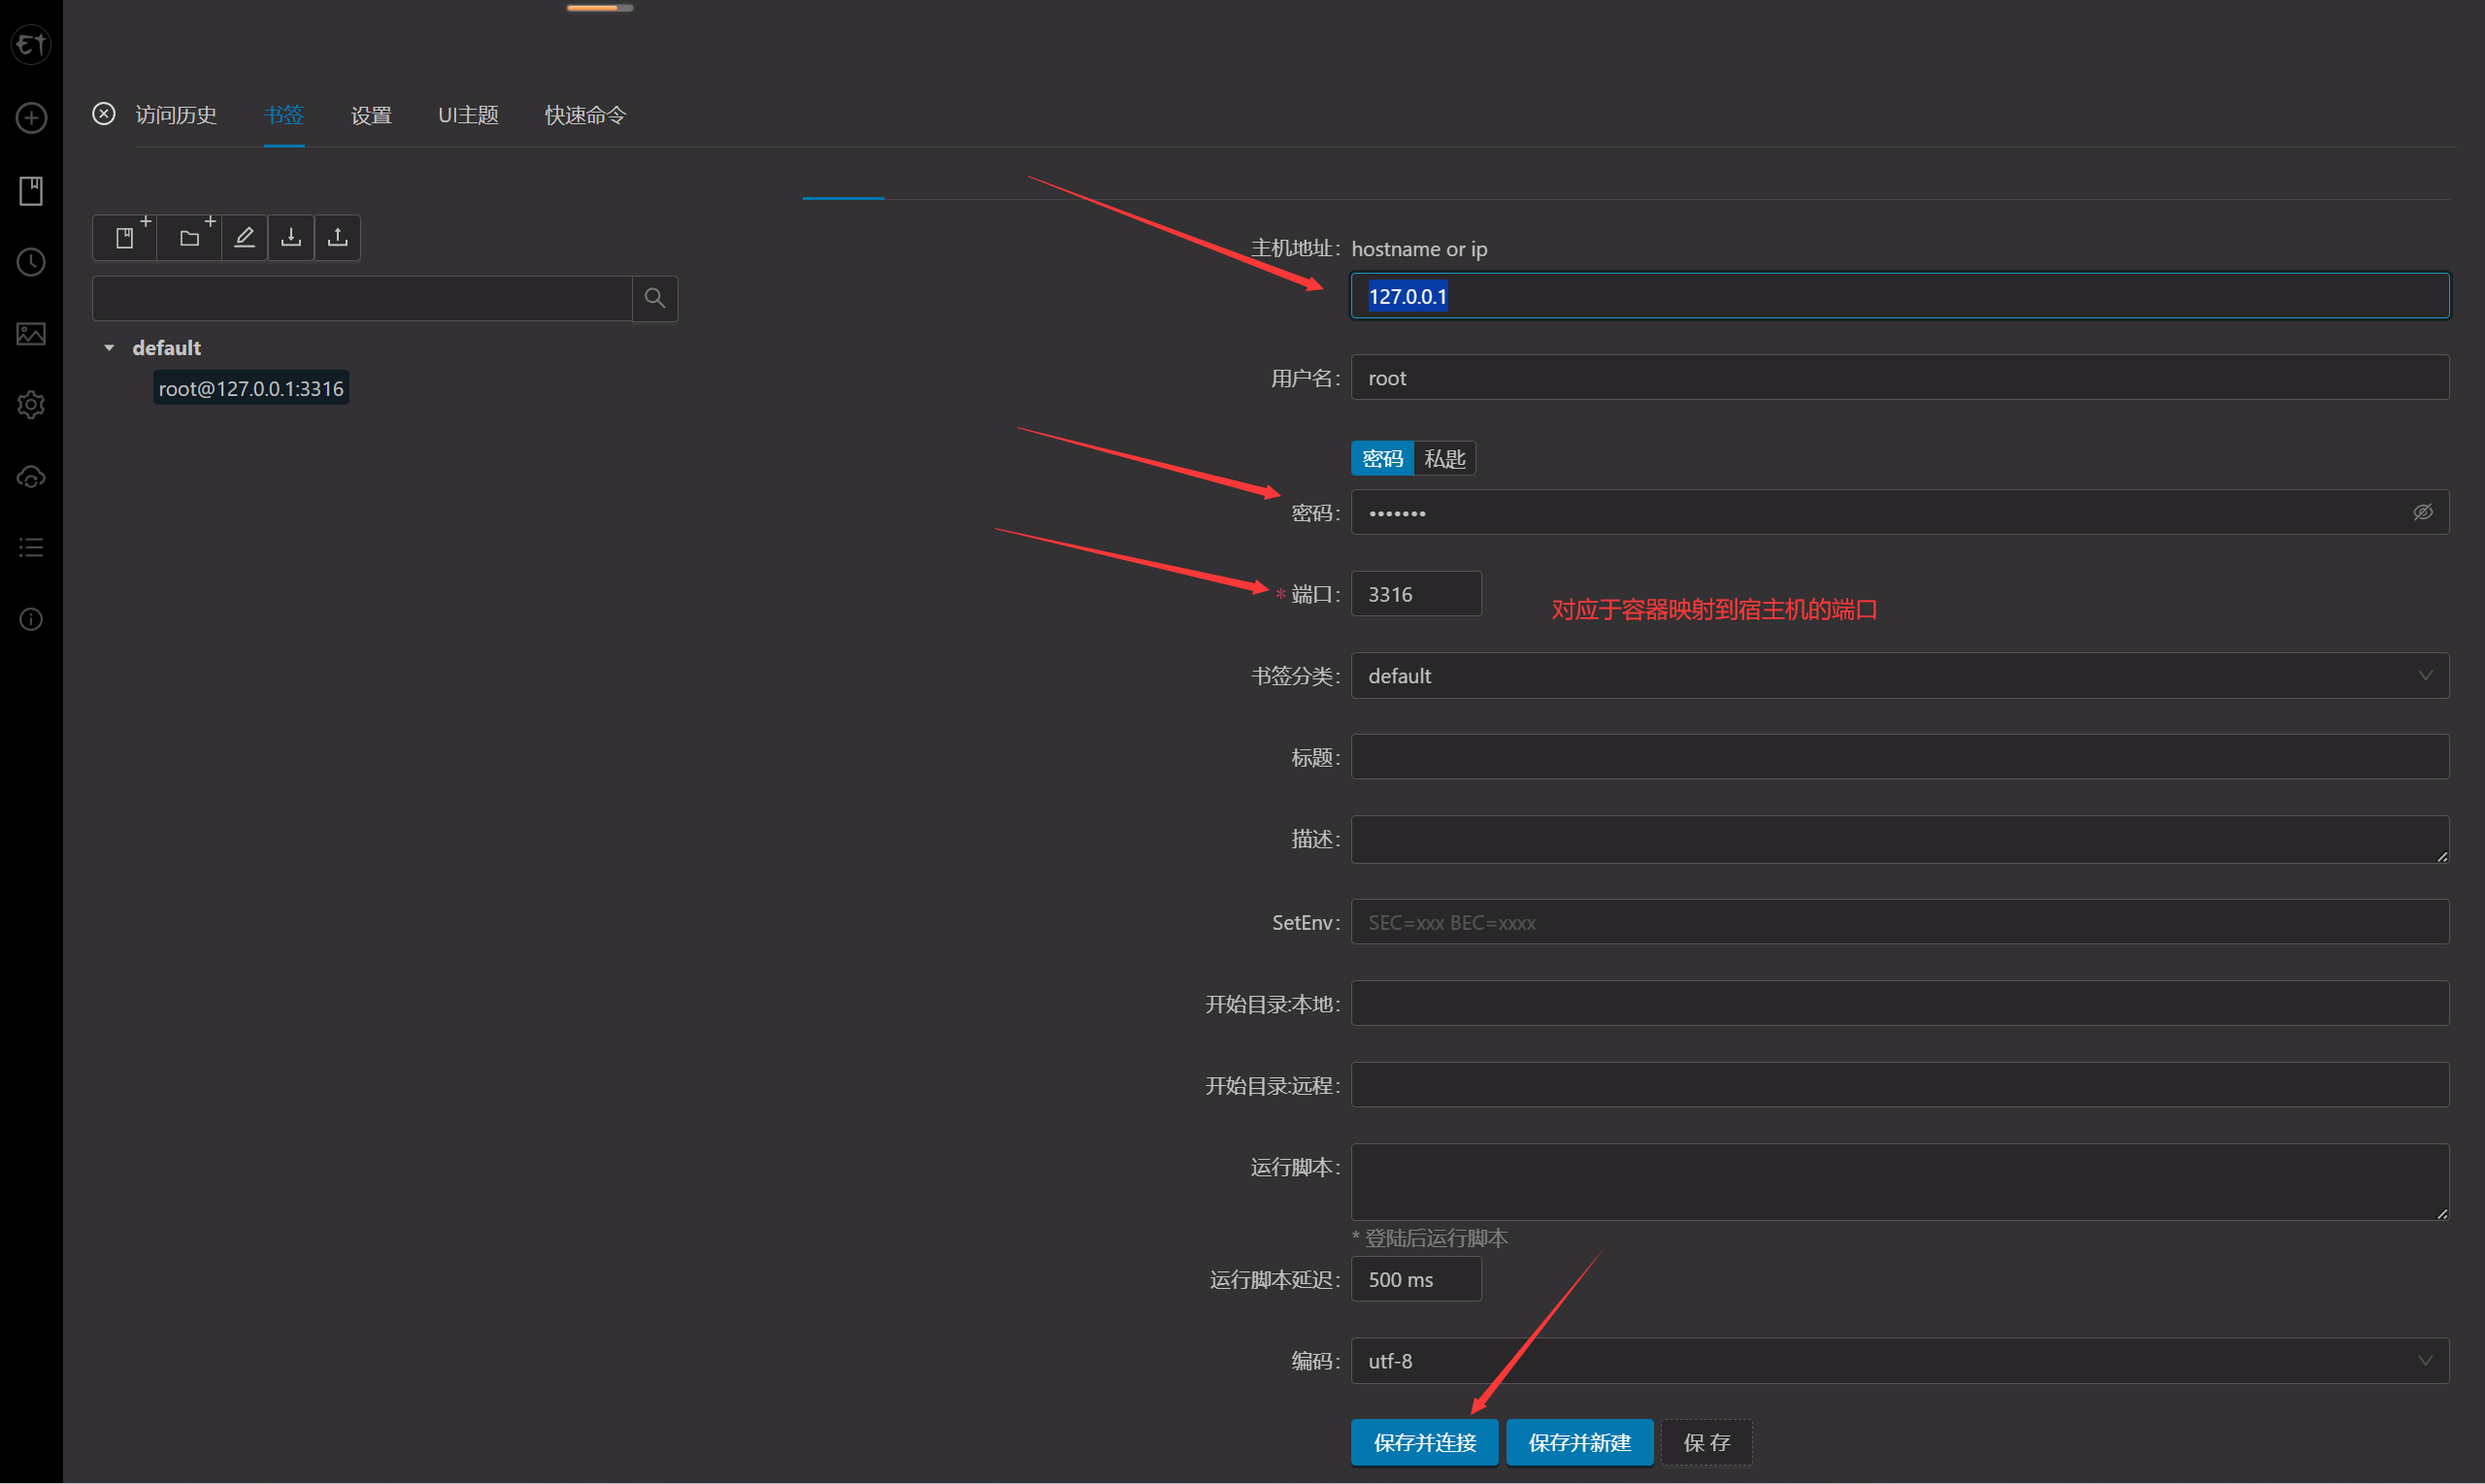 访问历史
书签
设置
UI主题
快速命令
default
root@127.0.0.1:3316
主机地址: hostname or ip
127.0.0.1
用户名: root
密码 私匙
密码: •••••••
* 端口: 3316
对应于容器映射到宿主机的端口
书签分类: default
标题:
描述:
SetEnv: SEC=xxx BEC=xxxx
开始目录:本地:
开始目录:远程:
运行脚本:
* 登陆后运行脚本
运行脚本延迟: 500 ms
编码: utf-8
保存并连接 保存并新建 保 存